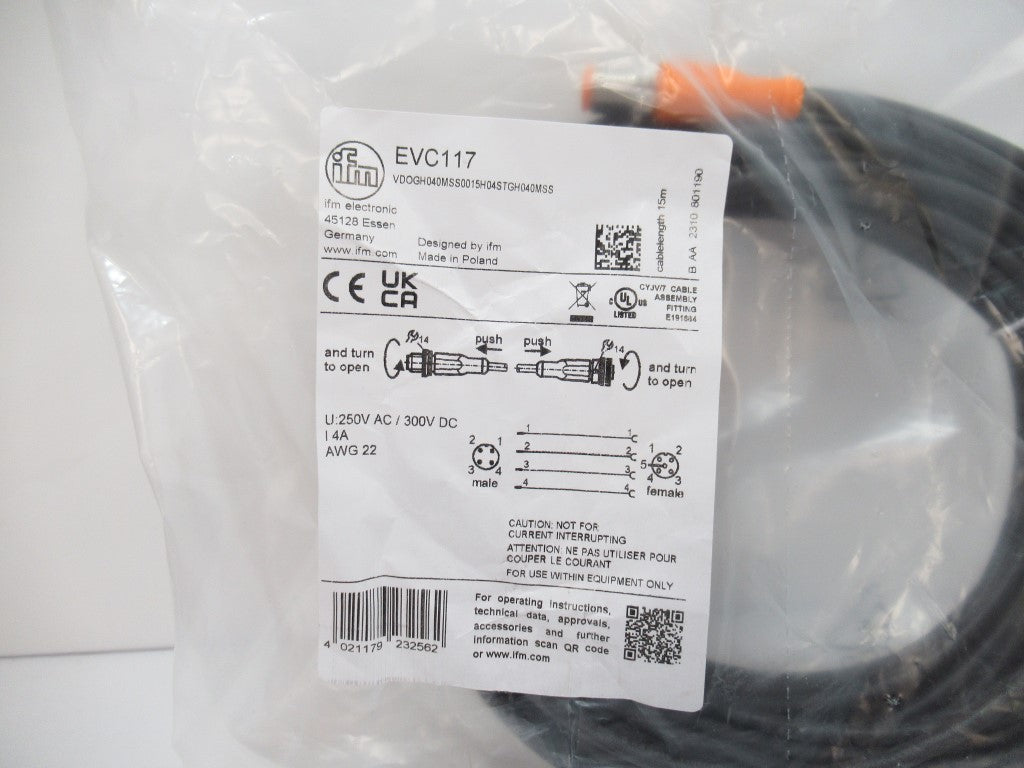 ifm
EVC117
VDOGH040MSS0015H04STGH040MSS
ifm electronic
45128 Essen
Germany
www.ifm.com
Designed by ifm
Made in Poland
cablelength 15m
B AA 2310 801190
CE
UK
CA
c UL us
LISTED
CYJV/7 CABLE
ASSEMBLY
FITTING
E191684
and turn
to open
14
push
push
14
and turn
to open
U:250V AC / 300V DC
I 4A
AWG 22
2 1
3 4
male
1 1
2 2
3 3
4 4
1 2
5
4 3
female
CAUTION: NOT FOR
CURRENT INTERRUPTING
ATTENTION: NE PAS UTILISER POUR
COUPER LE COURANT
FOR USE WITHIN EQUIPMENT ONLY
4 021179 232562
For operating instructions,
technical data, approvals,
accessories and further
information scan QR code
or www.ifm.com